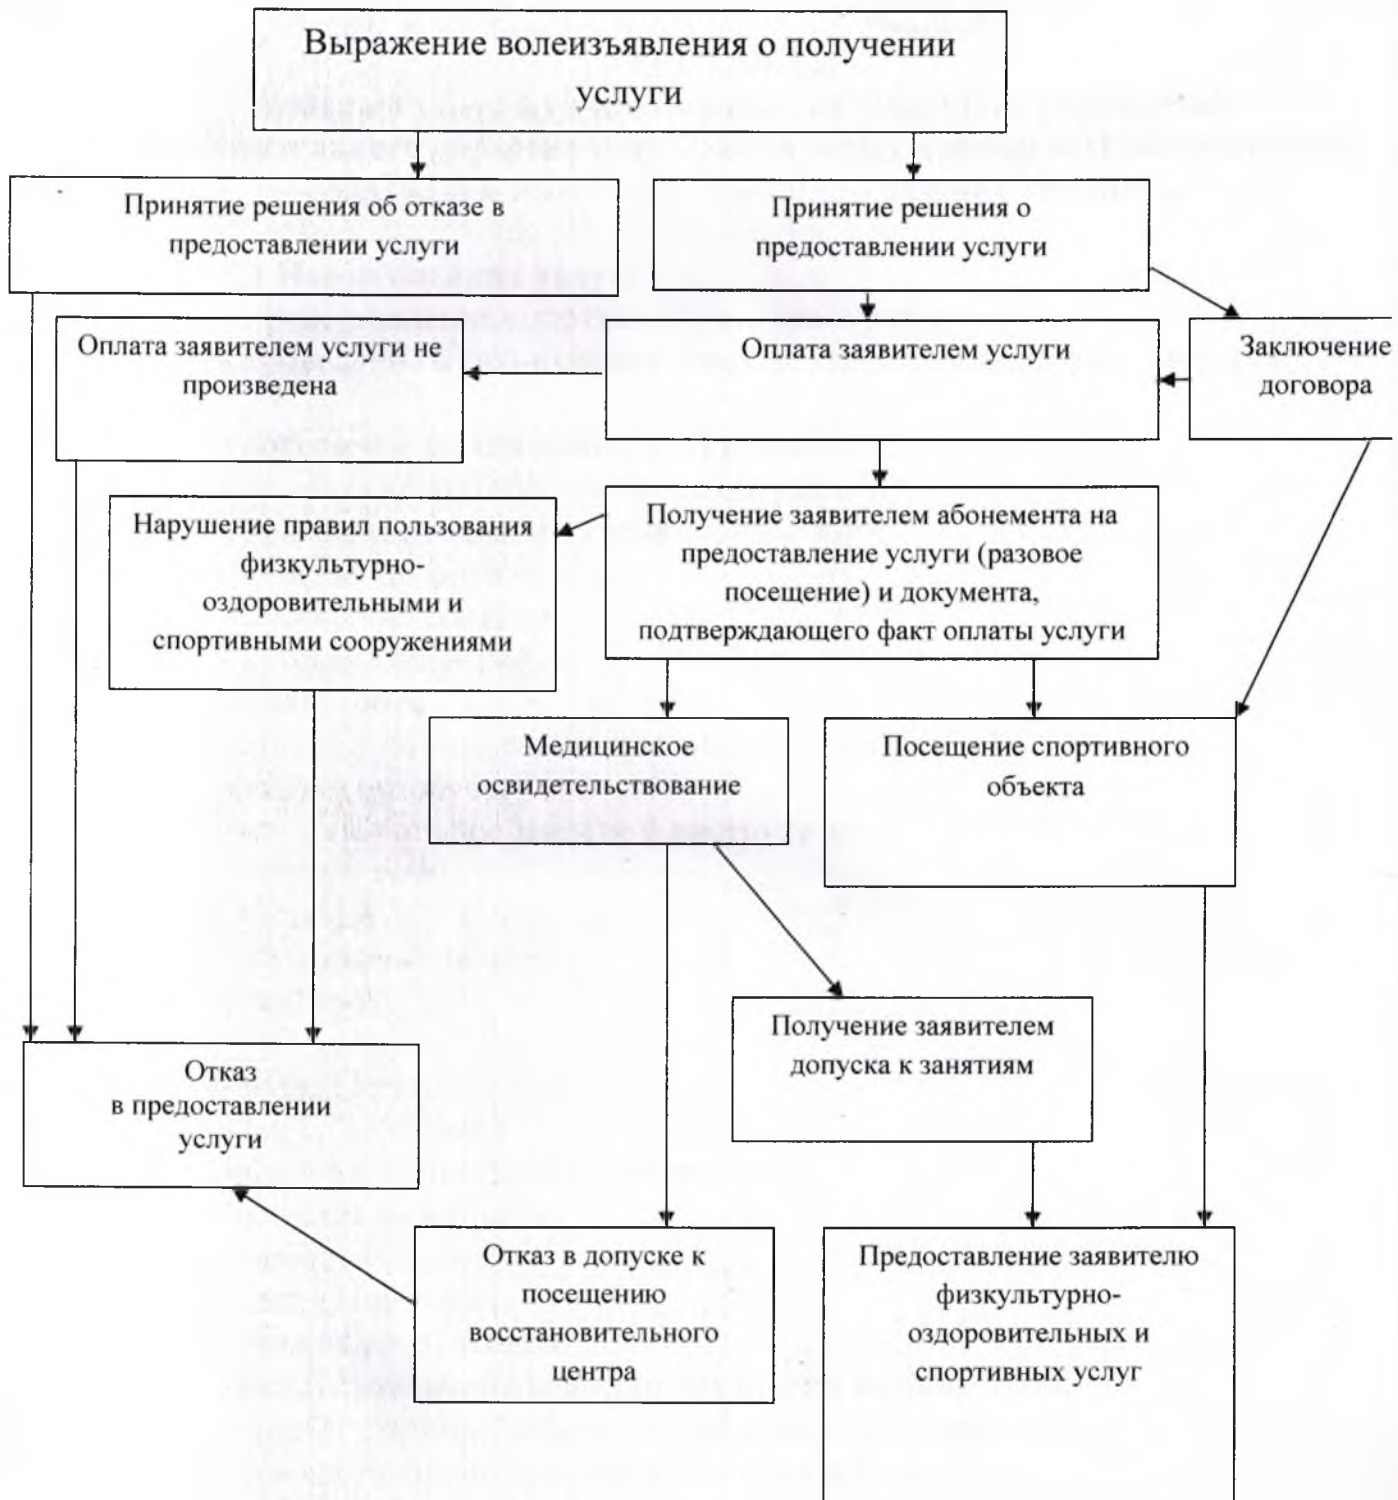 Выражение волеизъявления о получении
услуги
Принятие решения об отказе в
предоставлении услуги
Принятие решения о
предоставлении услуги
Оплата заявителем услуги не
произведена
Оплата заявителем услуги
Заключение
договора
Нарушение правил пользования
физкультурно-
оздоровительными и
спортивными сооружениями
Получение заявителем абонемента на
предоставление услуги (разовое
посещение) и документа,
подтверждающего факт оплаты услуги
Медицинское
освидетельствование
Посещение спортивного
объекта
Получение заявителем
допуска к занятиям
Отказ
в предоставлении
услуги
Отказ в допуске к
посещению
восстановительного
центра
Предоставление заявителю
физкультурно-
оздоровительных и
спортивных услуг